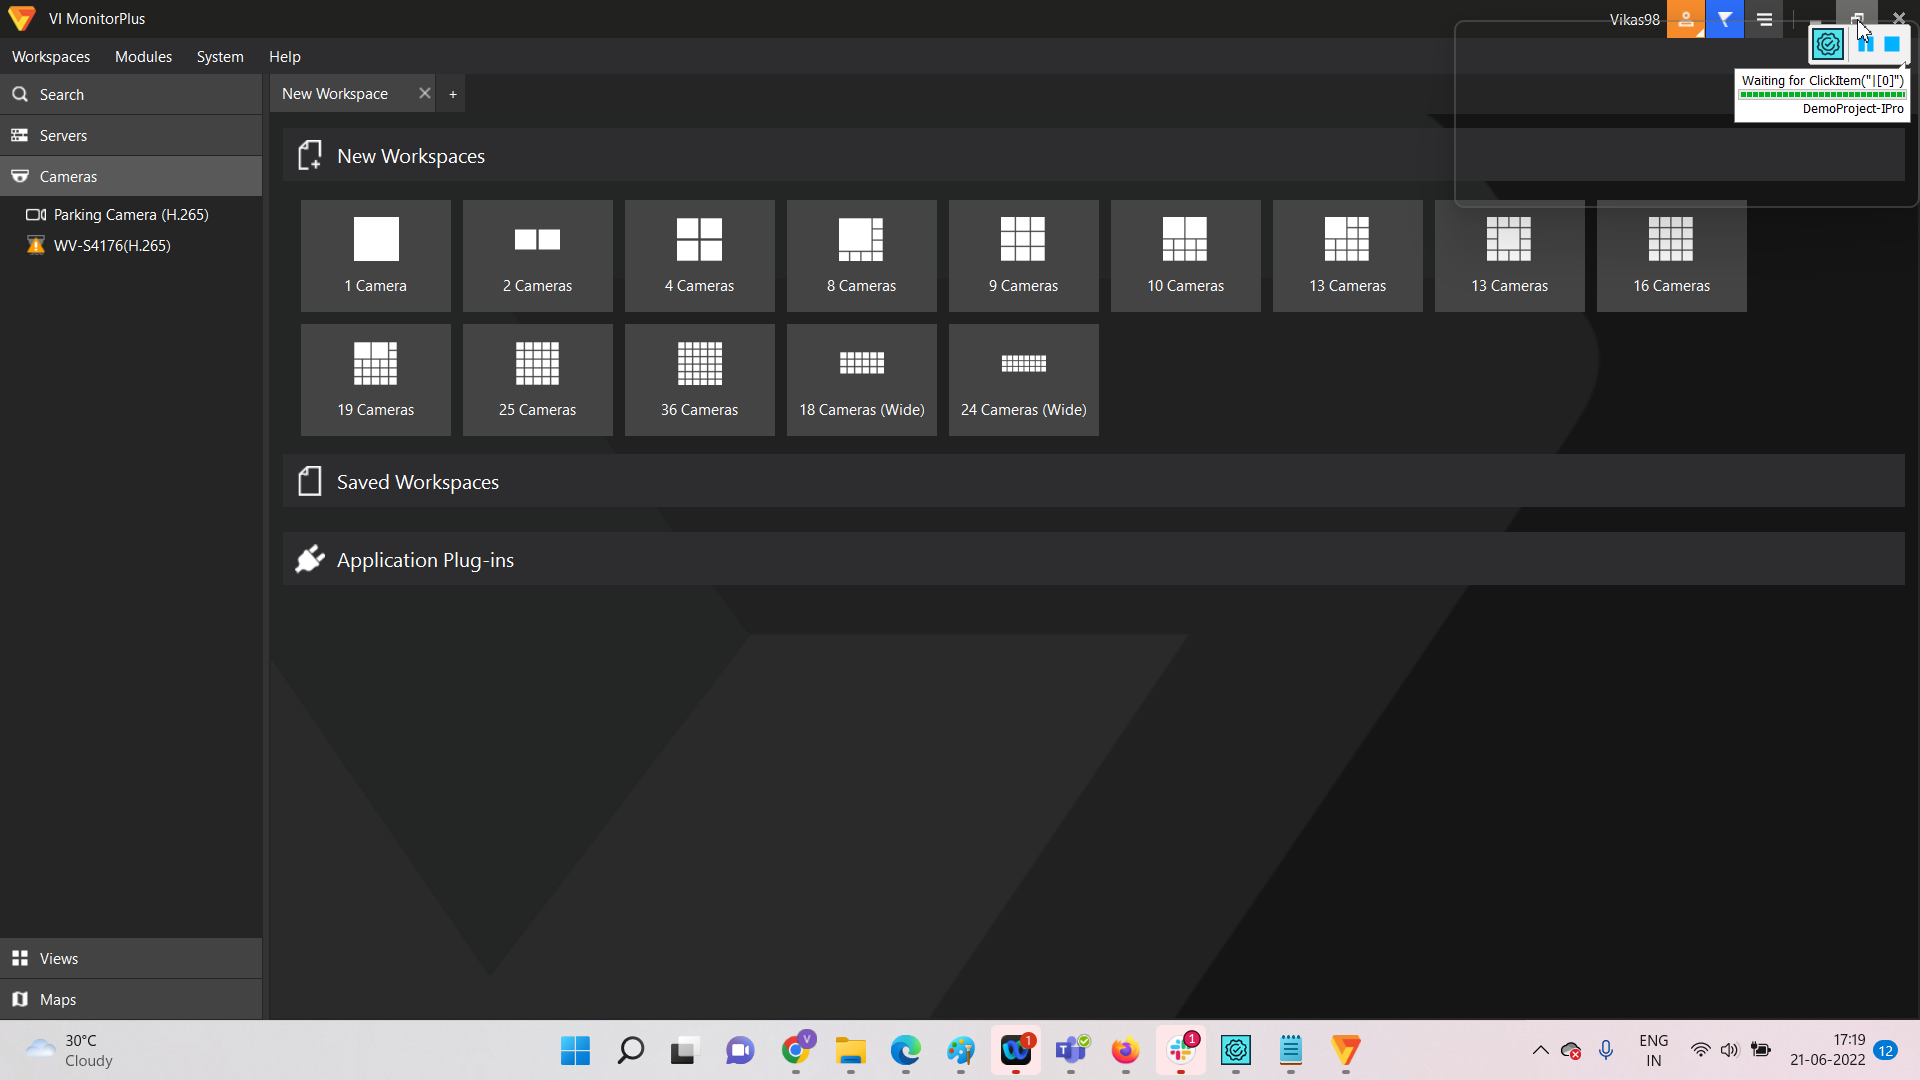 VI MonitorPlus
Vikas98
Workspaces Modules System Help
Waiting for ClickItem("|[0]")
DemoProject-IPro
Search
Servers
Cameras
Parking Camera (H.265)
WV-S4176(H.265)
New Workspace
+
New Workspaces
1 Camera
2 Cameras
4 Cameras
8 Cameras
9 Cameras
10 Cameras
13 Cameras
13 Cameras
16 Cameras
19 Cameras
25 Cameras
36 Cameras
18 Cameras (Wide)
24 Cameras (Wide)
Saved Workspaces
Application Plug-ins
Views
Maps
30°C
Cloudy
V
1
1
ENG
IN
17:19
21-06-2022
12